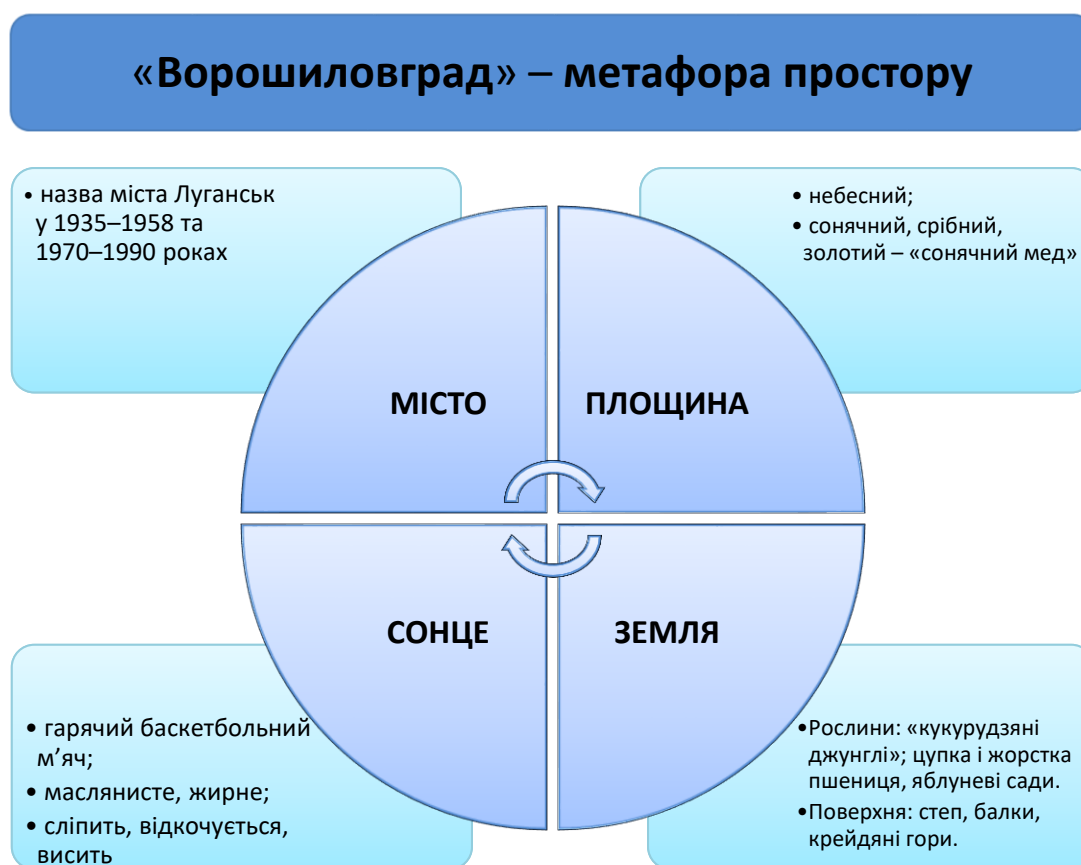 «Ворошиловград» – метафора простору
• назва міста Луганськ
у 1935–1958 та
1970–1990 роках
• небесний;
• сонячний, срібний,
золотий – «сонячний мед»
МІСТО
ПЛОЩИНА
СОНЦЕ
ЗЕМЛЯ
• гарячий баскетбольний
м’яч;
• маслянисте, жирне;
• сліпить, відкочується,
висить
•Рослини: «кукурудзяні
джунглі»; цупка і жорстка
пшениця, яблуневі сади.
•Поверхня: степ, балки,
крейдяні гори.